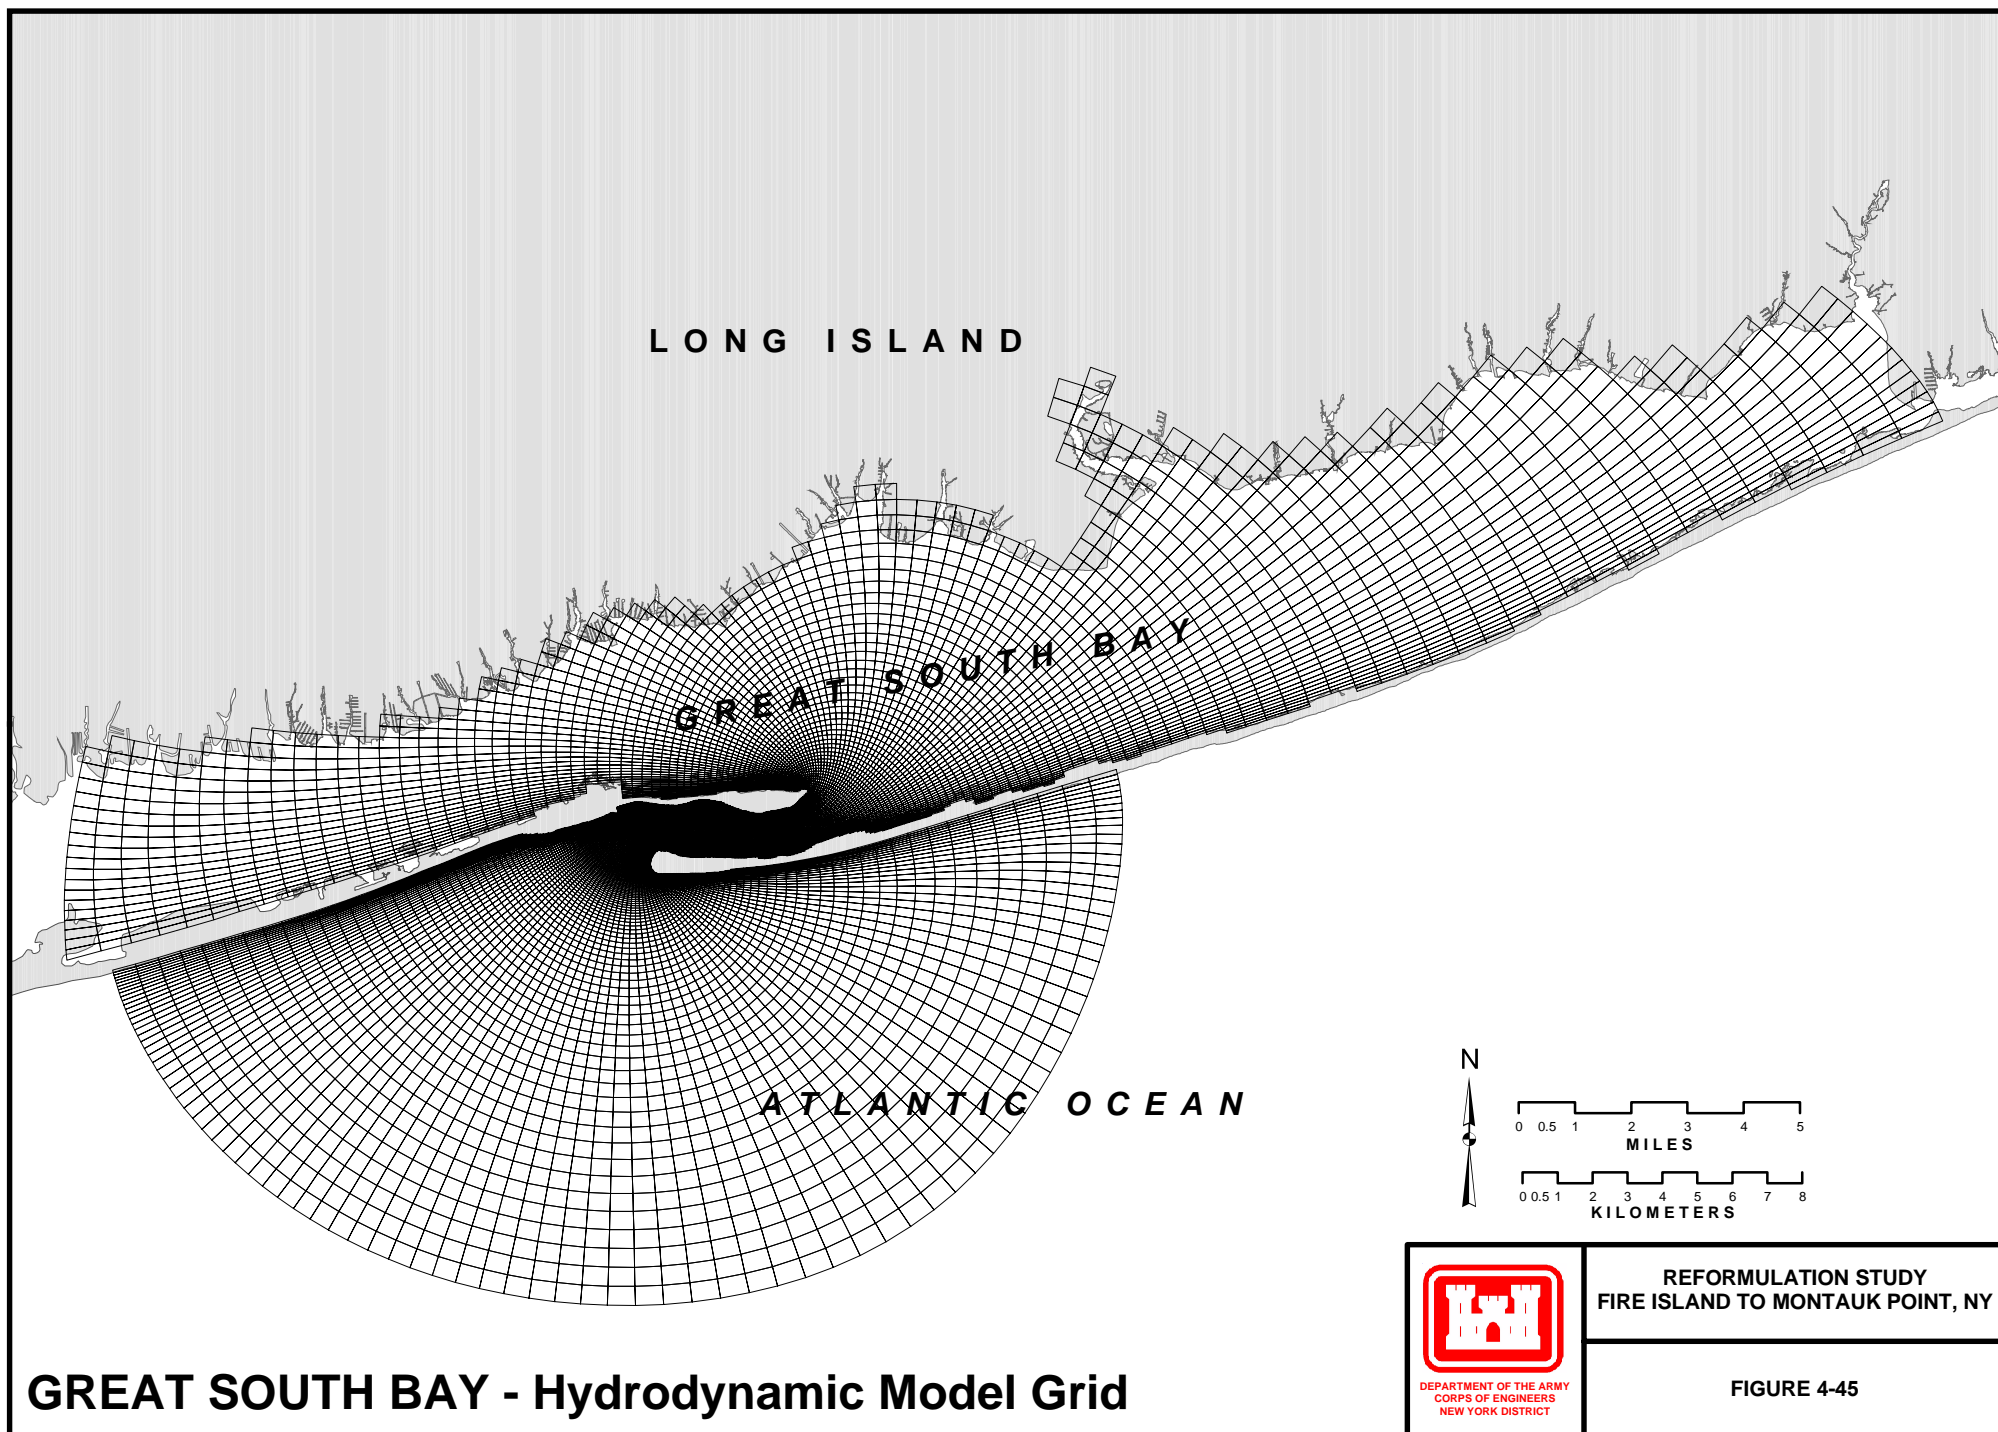 LONG ISLAND
GREAT SOUTH BAY
ATLANTIC OCEAN
N
0 0.5 1 2 3 4 5
MILES
0 0.5 1 2 3 4 5 6 7 8
KILOMETERS
REFORMULATION STUDY
FIRE ISLAND TO MONTAUK POINT, NY
DEPARTMENT OF THE ARMY
CORPS OF ENGINEERS
NEW YORK DISTRICT
FIGURE 4-45
GREAT SOUTH BAY - Hydrodynamic Model Grid